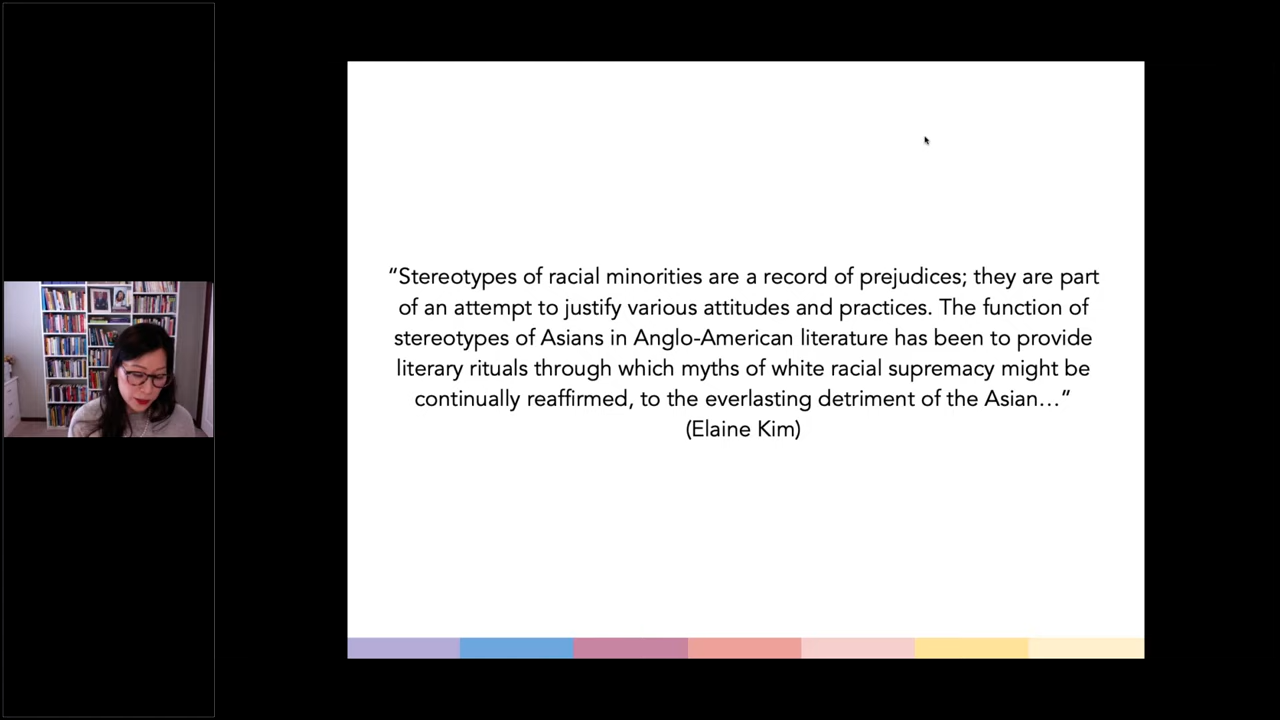 “Stereotypes of racial minorities are a record of prejudices; they are part
of an attempt to justify various attitudes and practices. The function of
stereotypes of Asians in Anglo-American literature has been to provide
literary rituals through which myths of white racial supremacy might be
continually reaffirmed, to the everlasting detriment of the Asian…”
(Elaine Kim)